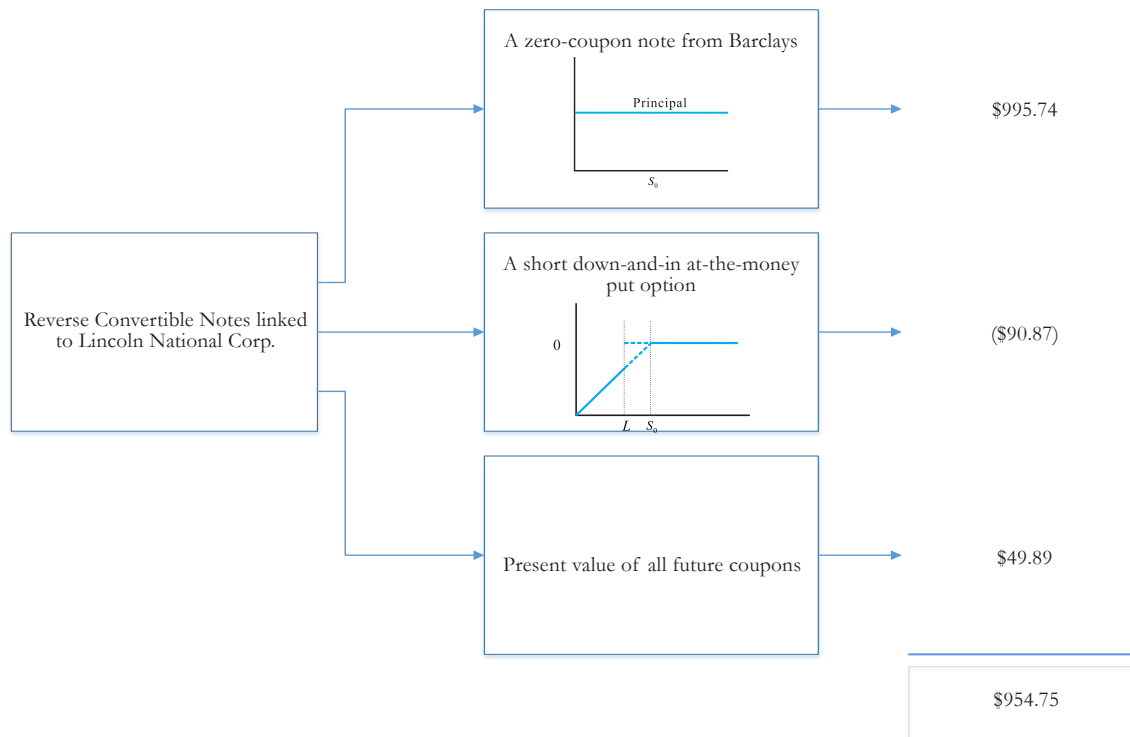 A zero-coupon note from Barclays
Principal
S₀
$995.74
Reverse Convertible Notes linked
to Lincoln National Corp.
A short down-and-in at-the-money
put option
0
L S₀
($90.87)
Present value of all future coupons
$49.89
$954.75